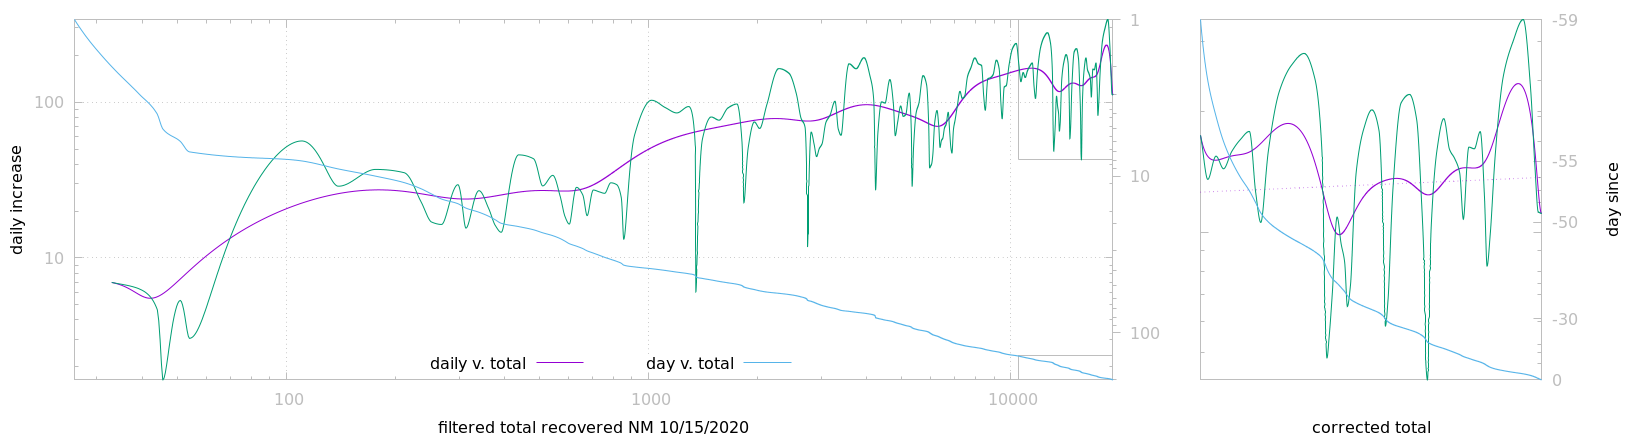 1
-59
100
daily increase
-55
10
day since
-50
10
-30
100
daily v. total
day v. total
0
100
1000
10000
filtered total recovered NM 10/15/2020
corrected total